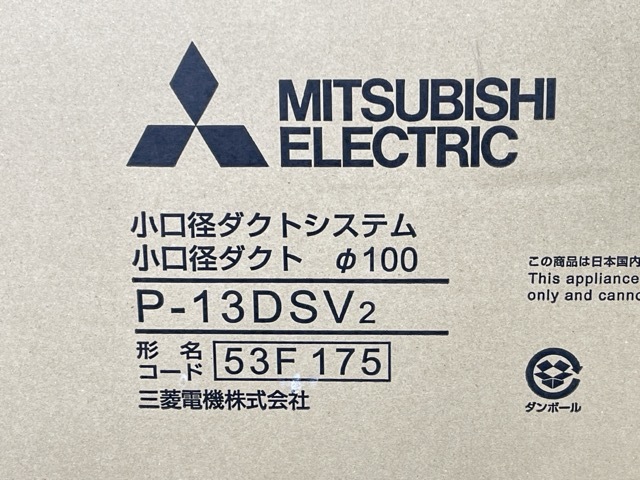 MITSUBISHI
ELECTRIC
小口径ダクトシステム
小口径ダクト φ100
P-13DSV2
形名
コード 53F 175
三菱電機株式会社
この商品は日本国内
This appliance
only and canno
ダンボール